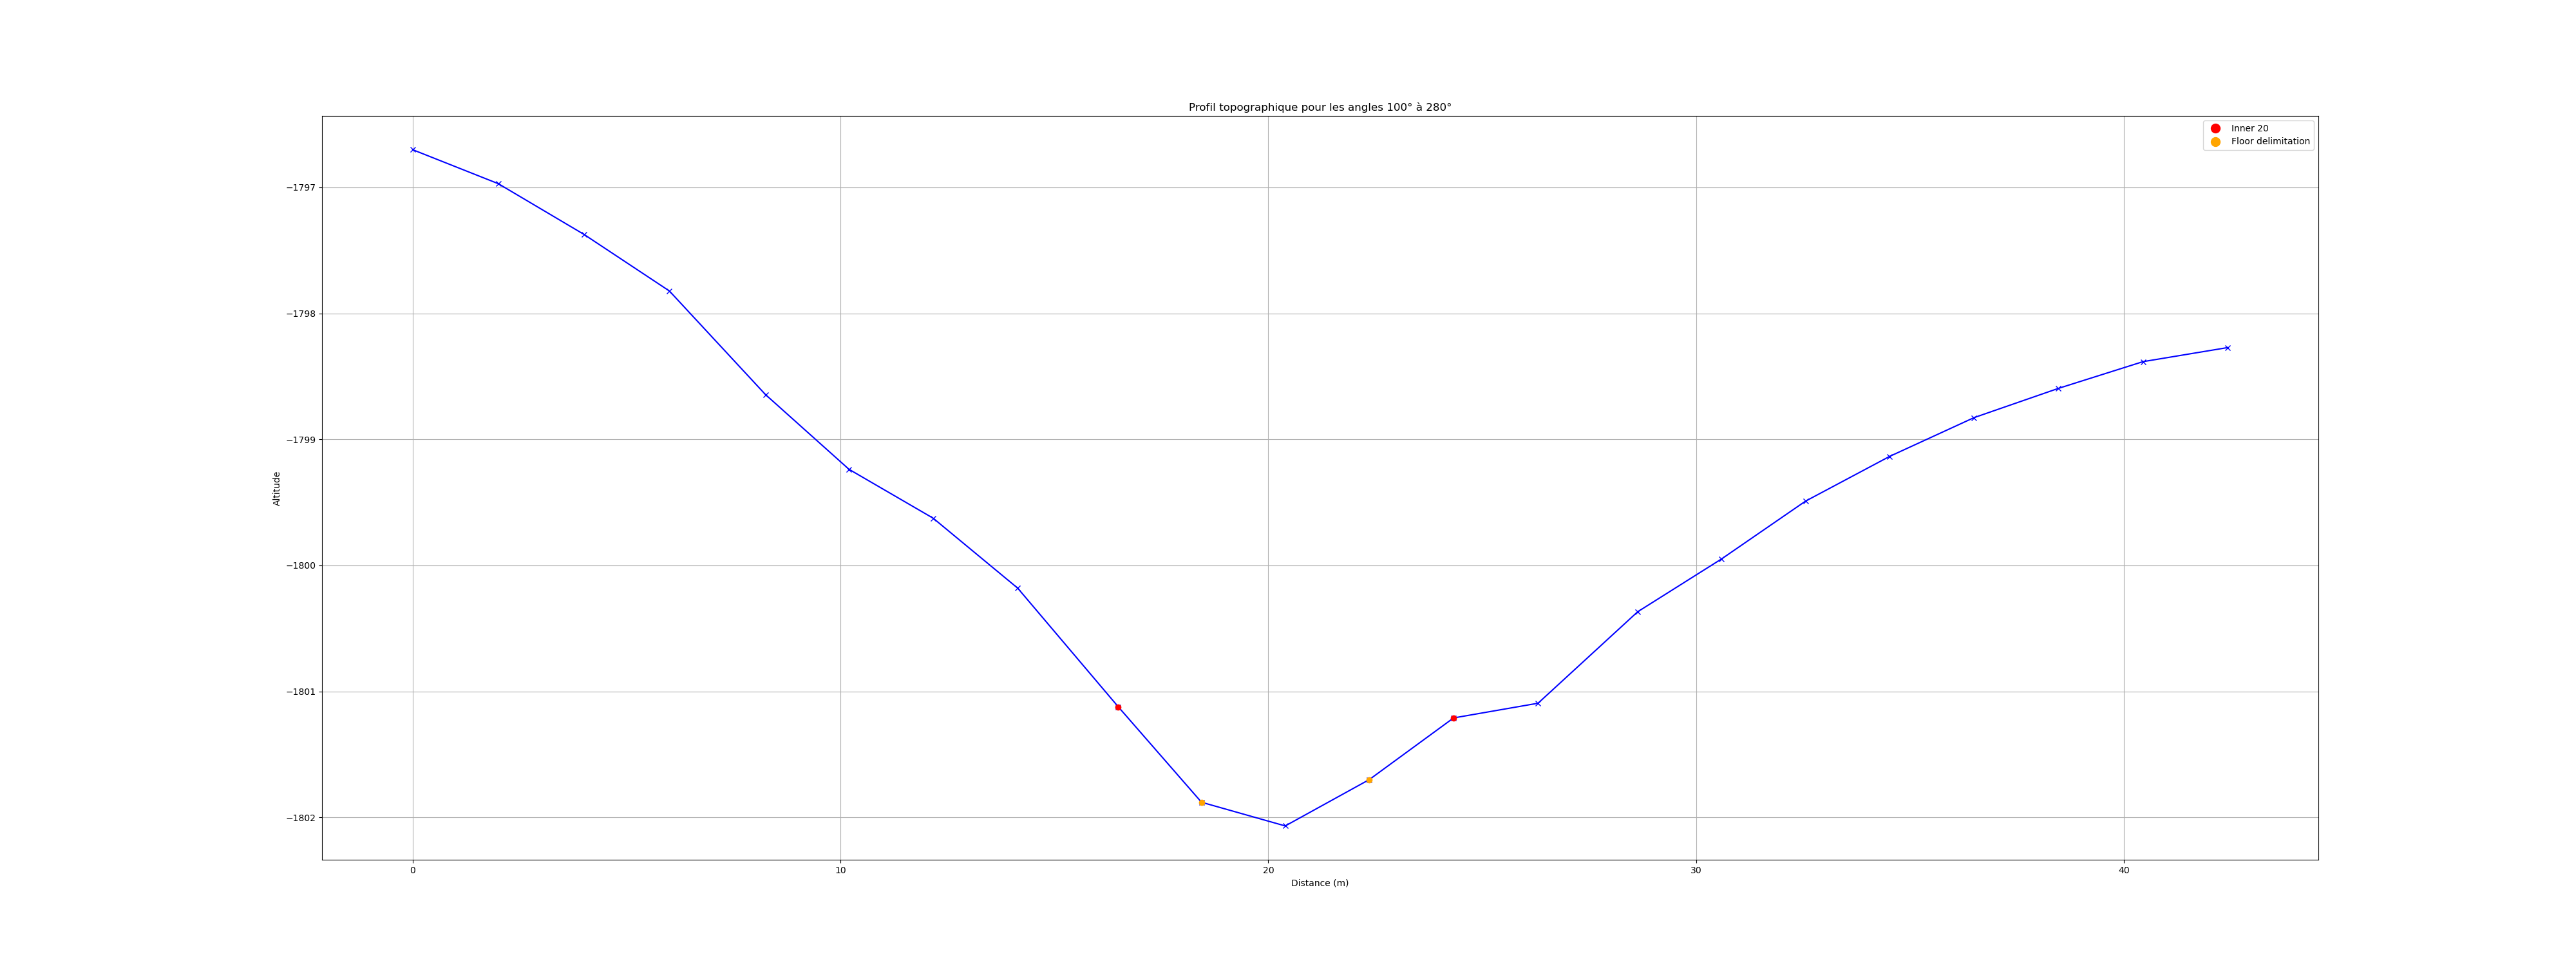 Profil topographique pour les angles 100° à 280°
Inner 20
Floor delimitation
−1797
−1798
−1799
−1800
−1801
−1802
Altitude
0 10 20 30 40
Distance (m)